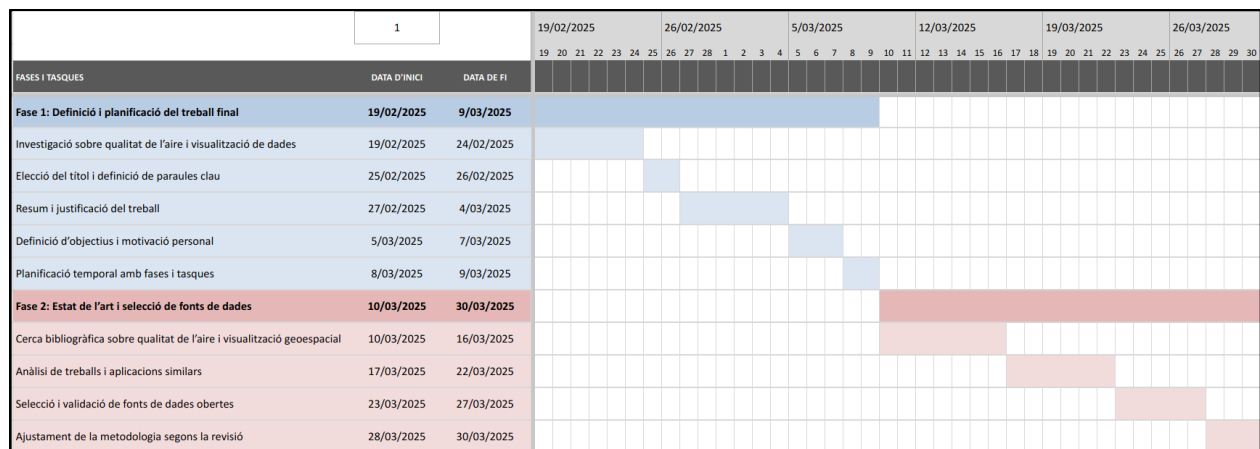 1 19/02/2025 26/02/2025 5/03/2025 12/03/2025 19/03/2025 26/03/2025
19 20 21 22 23 24 25 26 27 28 1 2 3 4 5 6 7 8 9 10 11 12 13 14 15 16 17 18 19 20 21 22 23 24 25 26 27 28 29 30
FASES I TASQUES DATA D'INICI DATA DE FI
Fase 1: Definició i planificació del treball final 19/02/2025 9/03/2025
Investigació sobre qualitat de l'aire i visualització de dades 19/02/2025 24/02/2025
Elecció del títol i definició de paraules clau 25/02/2025 26/02/2025
Resum i justificació del treball 27/02/2025 4/03/2025
Definició d'objectius i motivació personal 5/03/2025 7/03/2025
Planificació temporal amb fases i tasques 8/03/2025 9/03/2025
Fase 2: Estat de l'art i selecció de fonts de dades 10/03/2025 30/03/2025
Cerca bibliogràfica sobre qualitat de l'aire i visualització geoespacial 10/03/2025 16/03/2025
Anàlisi de treballs i aplicacions similars 17/03/2025 22/03/2025
Selecció i validació de fonts de dades obertes 23/03/2025 27/03/2025
Ajustament de la metodologia segons la revisió 28/03/2025 30/03/2025